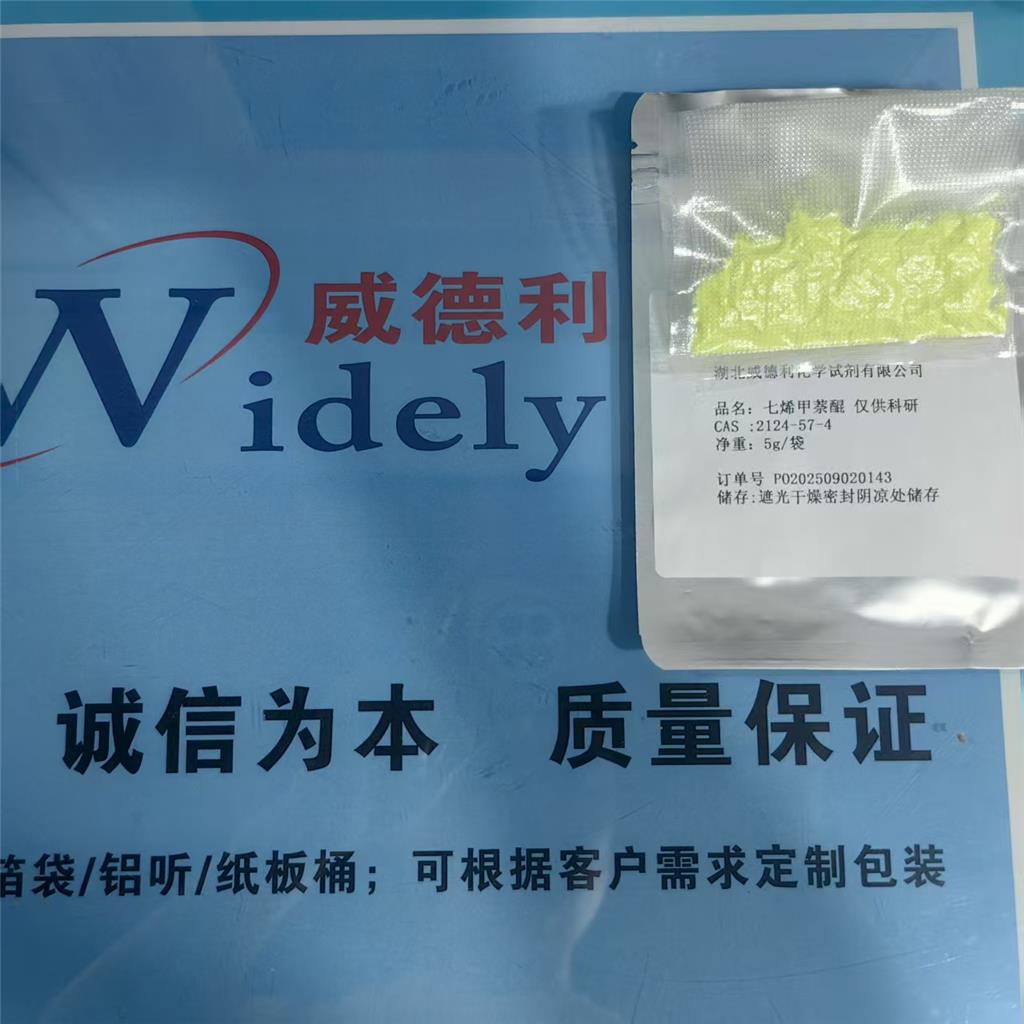 威德利
Widely
湖北威德利化学试剂有限公司
品名：七烯甲萘醌 仅供科研
CAS :2124-57-4
净重：5g/袋
订单号 PO202509020143
储存:遮光干燥密封阴凉处储存
诚信为本 质量保证
箔袋/铝听/纸板桶；可根据客户需求定制包装